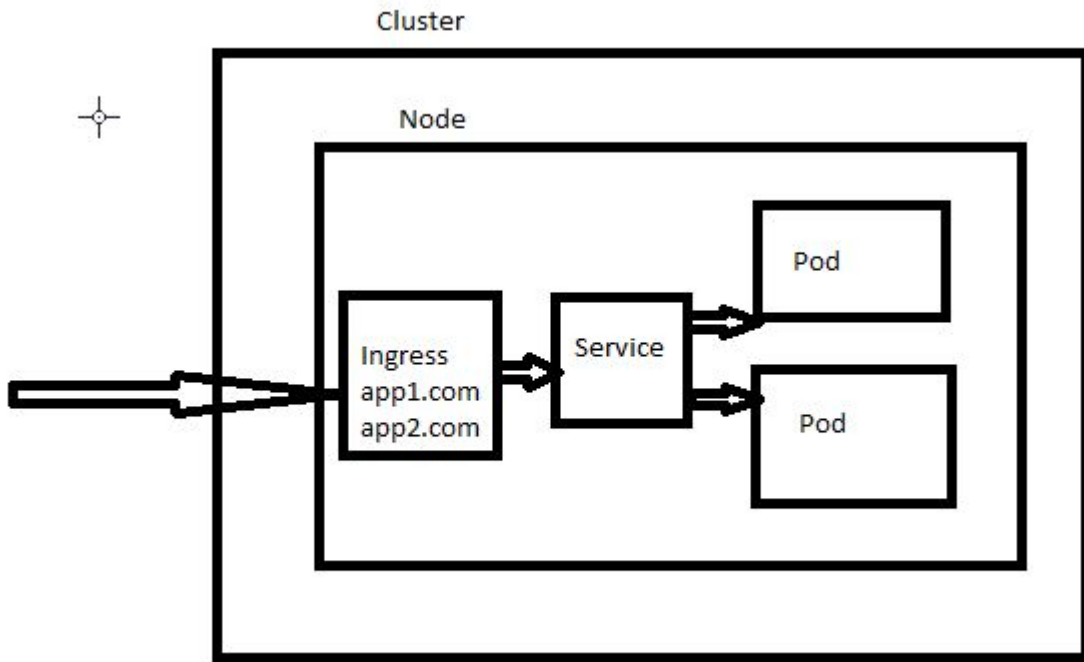 Cluster
Node
Pod
Ingress
app1.com
app2.com
Service
Pod